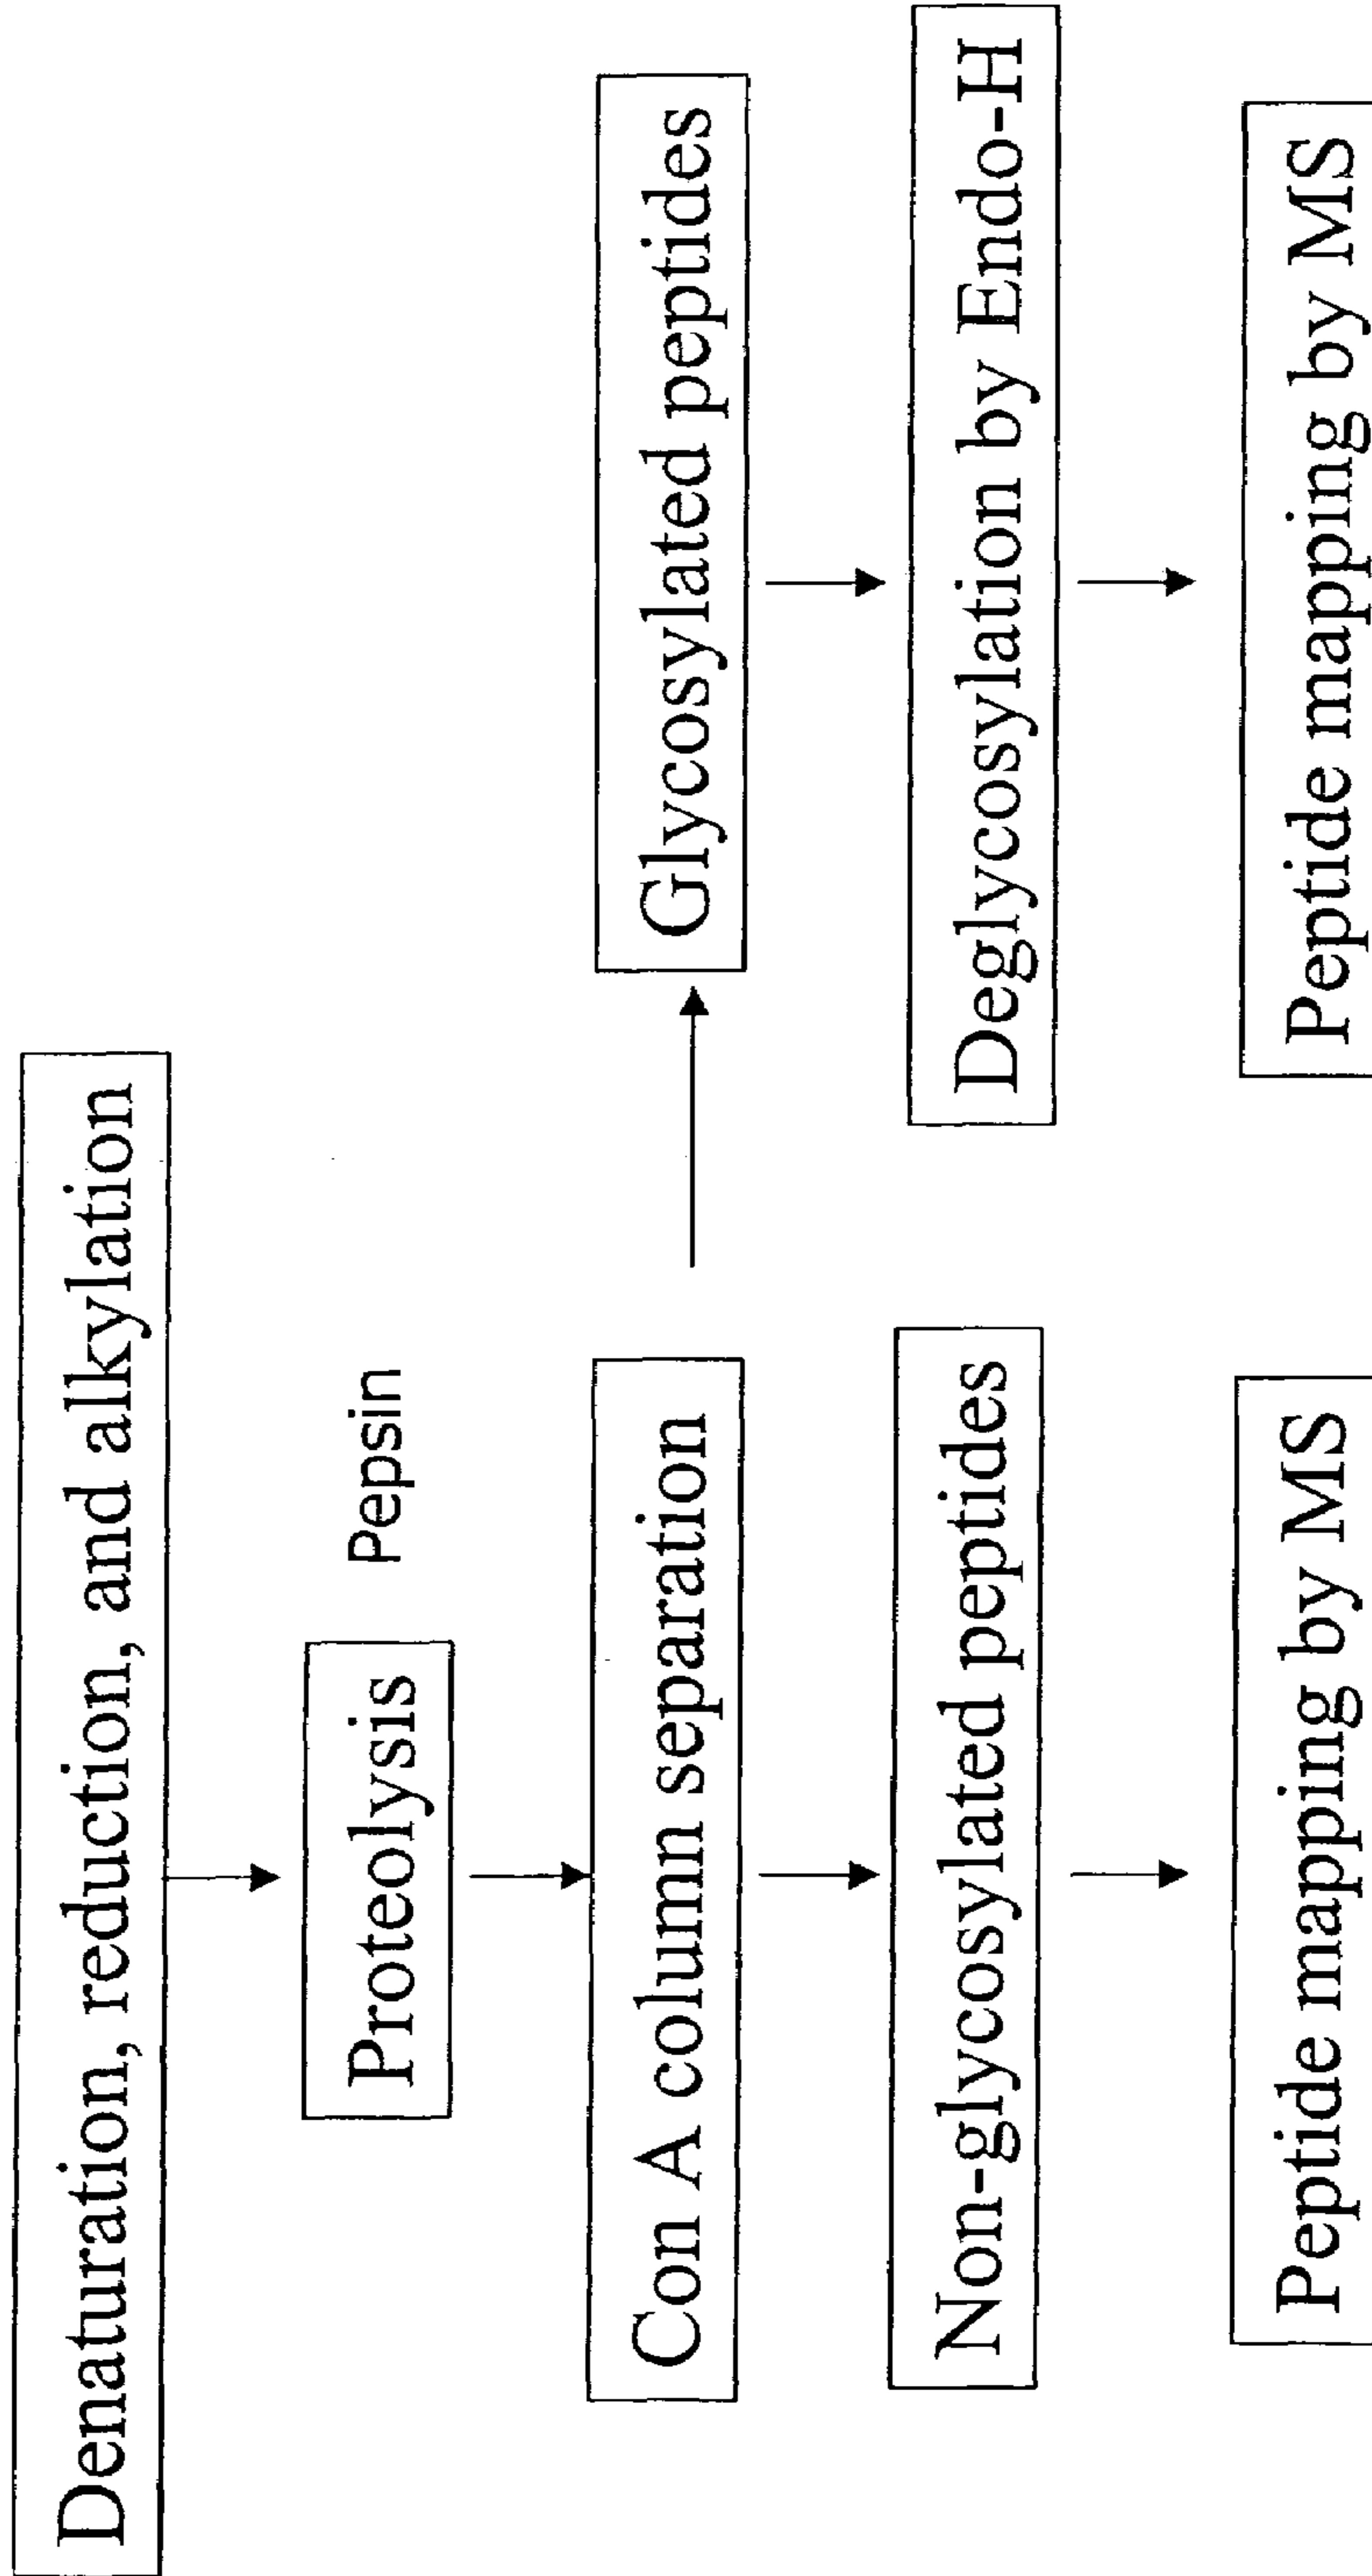 Denaturation, reduction, and alkylation
Proteolysis
Pepsin
Con A column separation
Glycosylated peptides
Non-glycosylated peptides
Deglycosylation by Endo-H
Peptide mapping by MS
Peptide mapping by MS